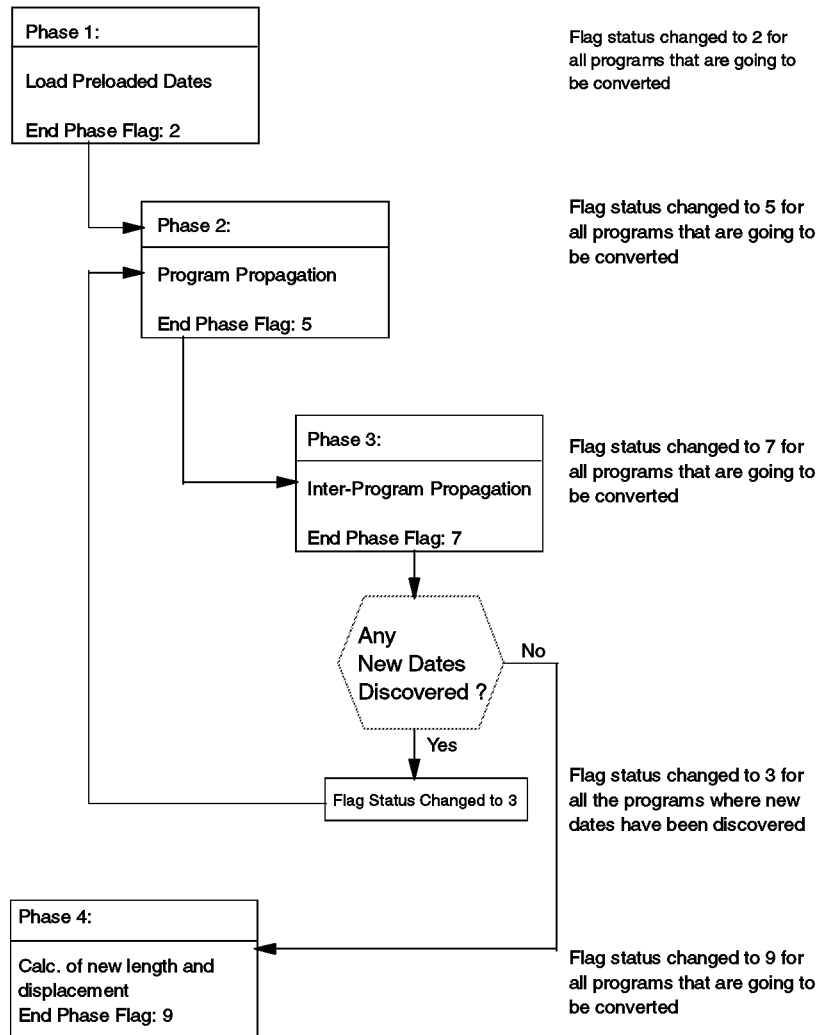 Phase 1:
Load Preloaded Dates
End Phase Flag: 2
Flag status changed to 2 for
all programs that are going to
be converted
Phase 2:
Program Propagation
End Phase Flag: 5
Flag status changed to 5 for
all programs that are going to
be converted
Phase 3:
Inter-Program Propagation
End Phase Flag: 7
Flag status changed to 7 for
all programs that are going to
be converted
Any
New Dates
Discovered ?
No
Yes
Flag Status Changed to 3
Flag status changed to 3 for
all the programs where new
dates have been discovered
Phase 4:
Calc. of new length and
displacement
End Phase Flag: 9
Flag status changed to 9 for
all programs that are going to
be converted